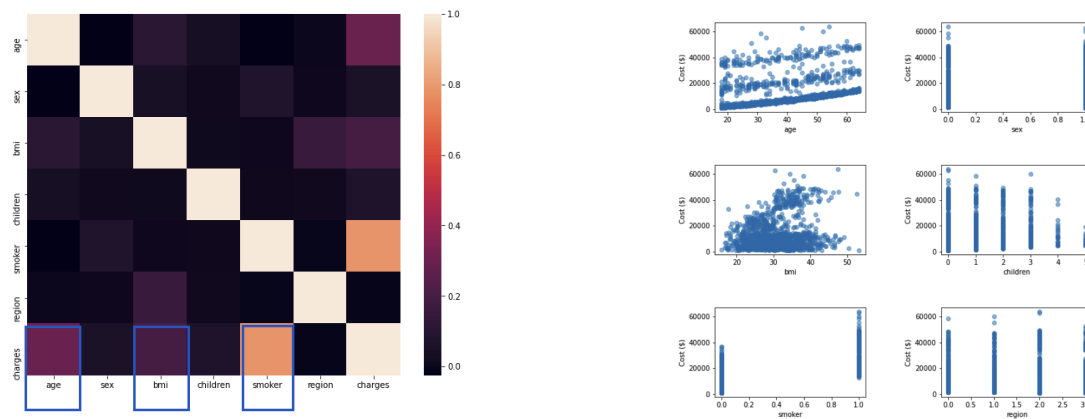 age
sex
bmi
children
smoker
region
charges
age sex bmi children smoker region charges
1.0
0.8
0.6
0.4
0.2
0.0
Cost ($)
60000
40000
20000
0
20 30 40 50 60
age
Cost ($)
60000
40000
20000
0
0.0 0.2 0.4 0.6 0.8
sex
Cost ($)
60000
40000
20000
0
20 30 40 50
bmi
Cost ($)
60000
40000
20000
0
0 1 2 3 4
children
Cost ($)
60000
40000
20000
0
0.0 0.2 0.4 0.6 0.8 1.0
smoker
Cost ($)
60000
40000
20000
0
0.0 0.5 1.0 1.5 2.0 2.5
region